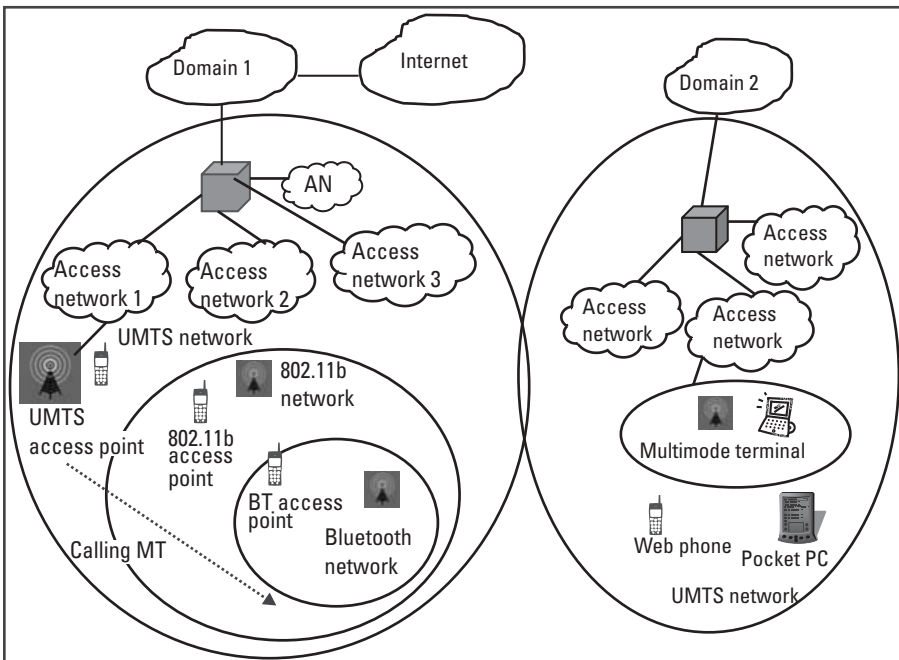 Domain 1
Internet
Domain 2
AN
Access
network 1
Access
network 2
Access
network 3
UMTS network
UMTS
access point
802.11b
network
802.11b
access
point
BT access
point
Bluetooth
network
Calling MT
Access
network
Access
network
Access
network
Multimode terminal
Web phone
Pocket PC
UMTS network